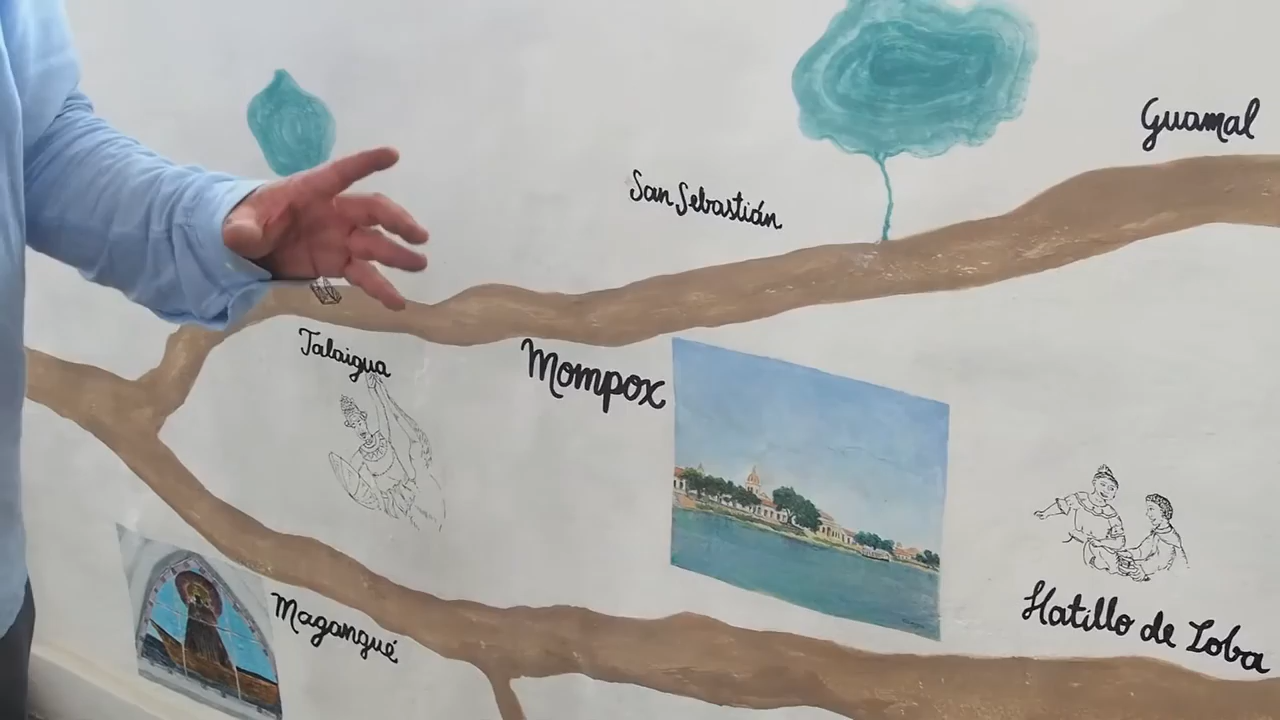 Guamal
San Sebastián
Talaigua
Mompox
Hatillo de Loba
Magangué